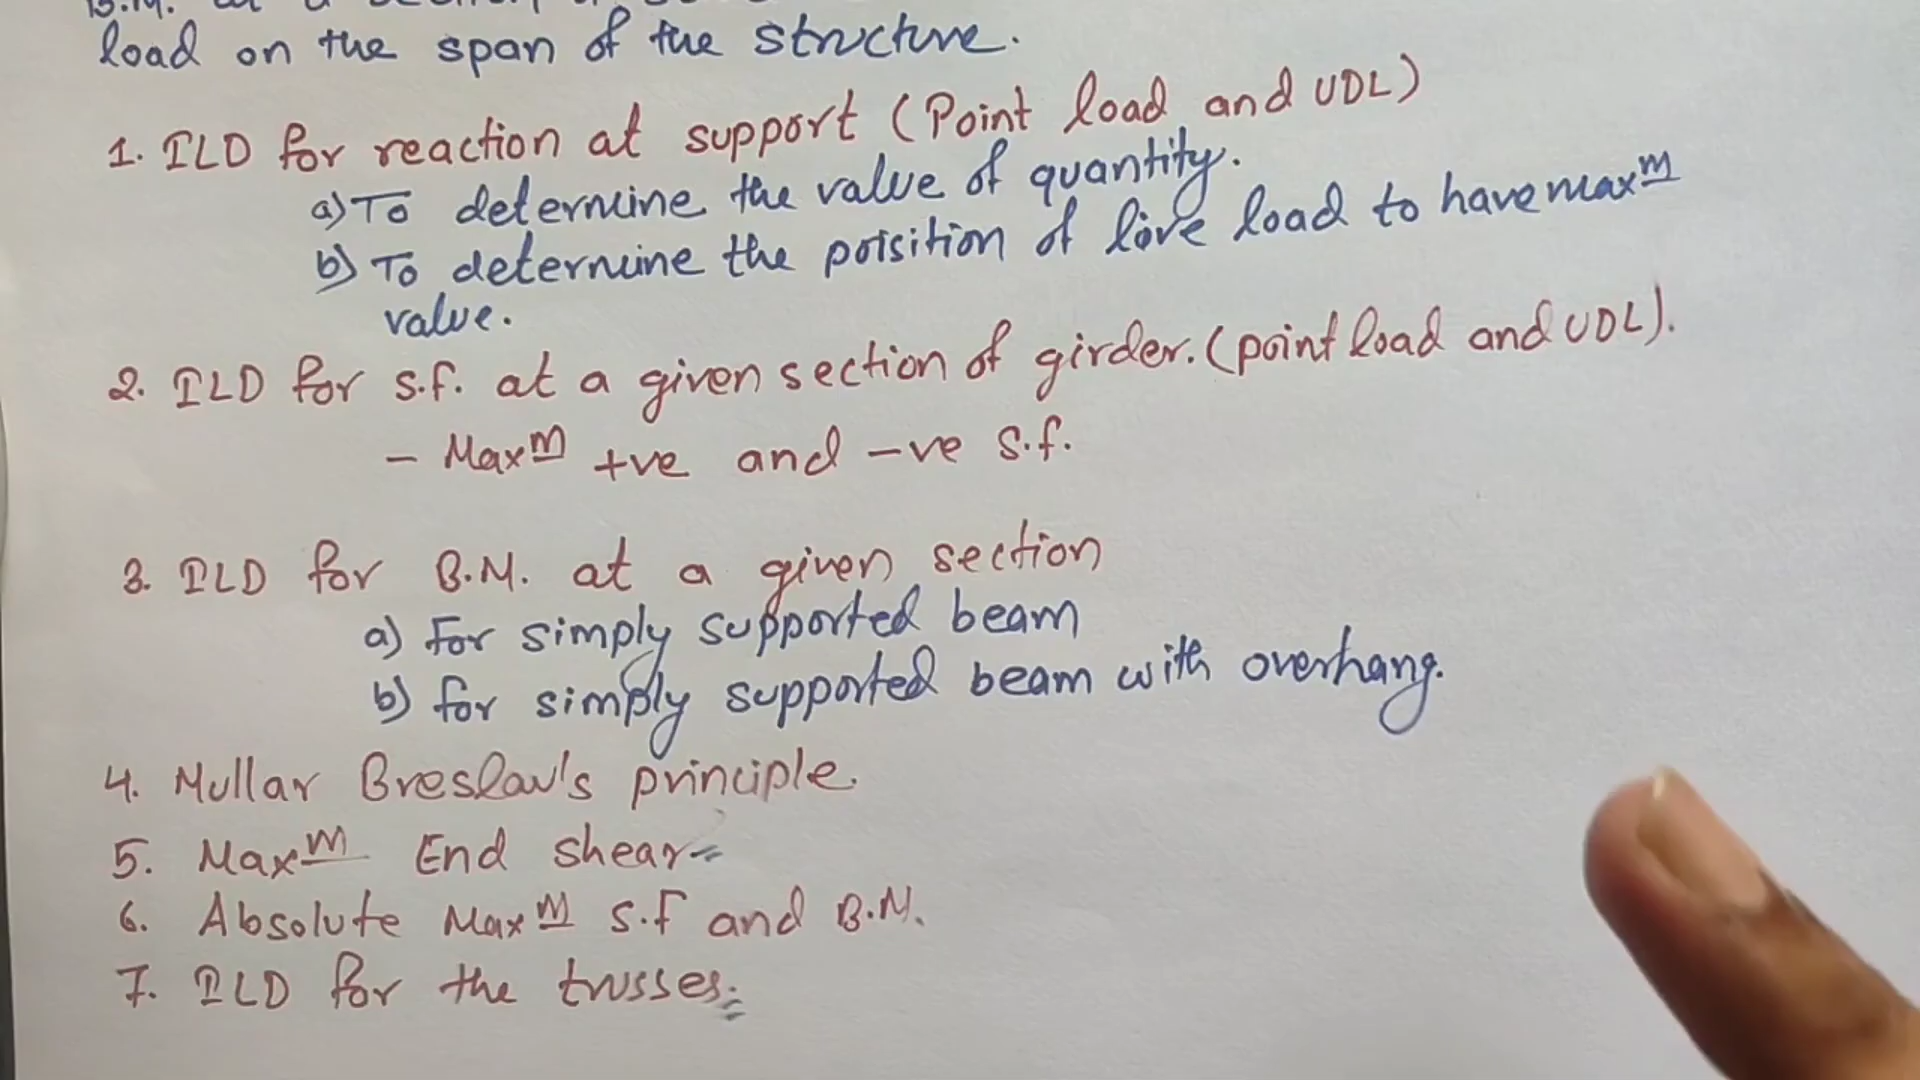 load on the span of the structure.
1. ILD for reaction at support (Point load and UDL)
a) To determine the value of quantity.
b) To determine the poisition of live load to have maxm
value.
2. ILD for s.f. at a given section of girder. (point load and UDL).
- Maxm +ve and -ve s.f.
3. ILD for B.M. at a given section
a) For simply supported beam
b) for simply supported beam with overhang.
4. Mullar Breslau's principle.
5. Maxm End shear
6. Absolute Maxm s.f and B.M.
7. ILD for the trusses.